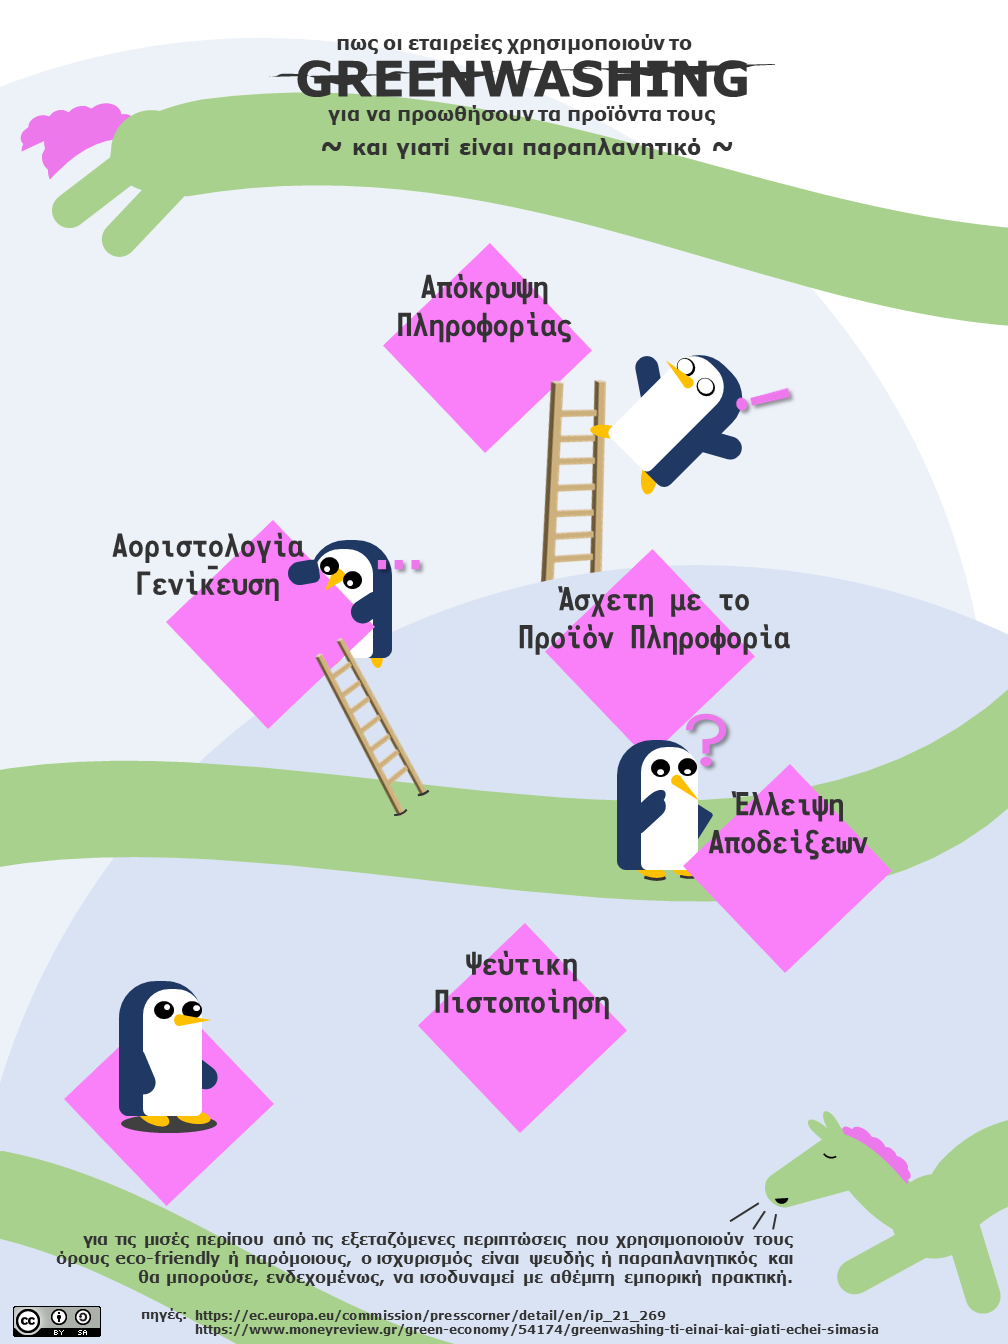 πως οι εταιρείες χρησιμοποιούν το
GREENWASHING
για να προωθήσουν τα προϊόντα τους
~ και γιατί είναι παραπλανητικό ~
Απόκρυψη
Πληροφορίας
!
Αοριστολογία
-
Γενίκευση
...
Άσχετη με το
Προϊόν Πληροφορία
?
Έλλειψη
Αποδείξεων
Ψεύτικη
Πιστοποίηση
για τις μισές περίπου από τις εξεταζόμενες περιπτώσεις που χρησιμοποιούν τους
όρους eco-friendly ή παρόμοιους, ο ισχυρισμός είναι ψευδής ή παραπλανητικός και
θα μπορούσε, ενδεχομένως, να ισοδυναμεί με αθέμιτη εμπορική πρακτική.
πηγές: https://ec.europa.eu/commission/presscorner/detail/en/ip_21_269
https://www.moneyreview.gr/green-economy/54174/greenwashing-ti-einai-kai-giati-echei-simasia
cc BY SA